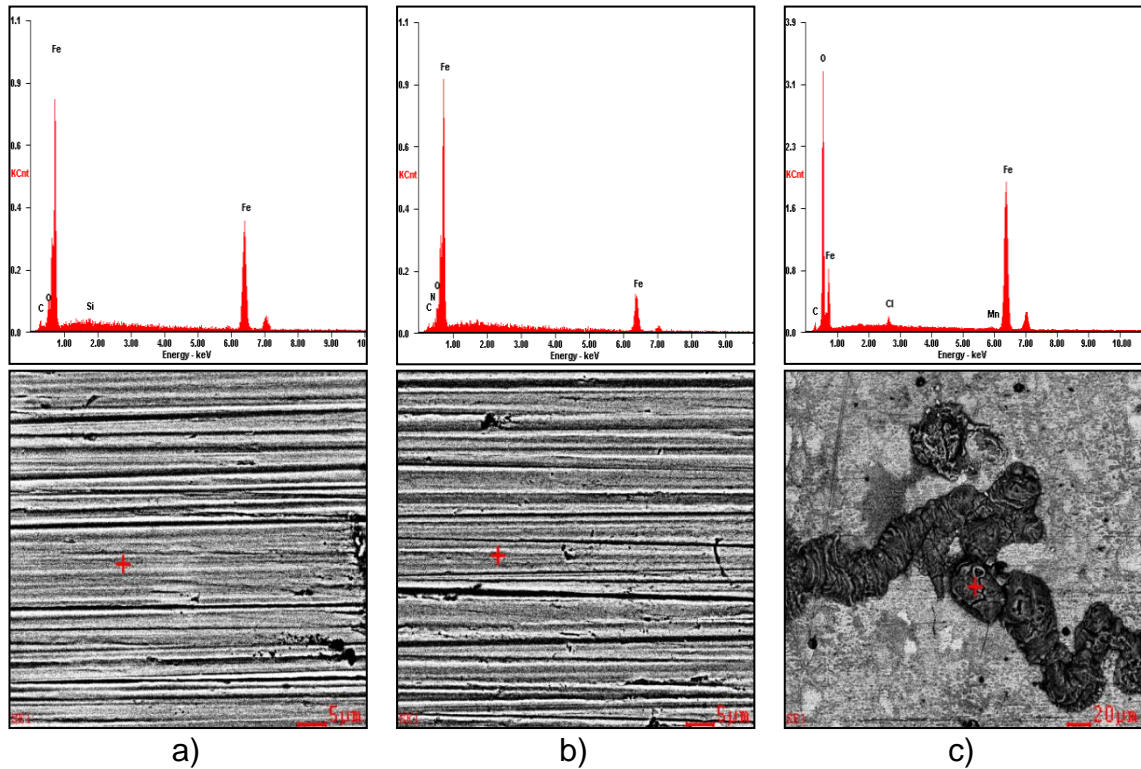 1.1
Fe
0.9
0.6
KCnt
0.4
Fe
0.2
O
C
Si
0.0
1.00 2.00 3.00 4.00 5.00 6.00 7.00 8.00 9.00 10
Energy - keV
1.1
Fe
0.9
0.6
KCnt
0.4
0.2
Fe
O
N
C
0.0
1.00 2.00 3.00 4.00 5.00 6.00 7.00 8.00 9.00 10
Energy - keV
3.9
O
3.1
2.3
KCnt
Fe
1.6
0.8
Fe
Cl
C
Mn
0.0
1.00 2.00 3.00 4.00 5.00 6.00 7.00 8.00 9.00 10.00
Energy - keV
5µm
5µm
20µm
a)
b)
c)